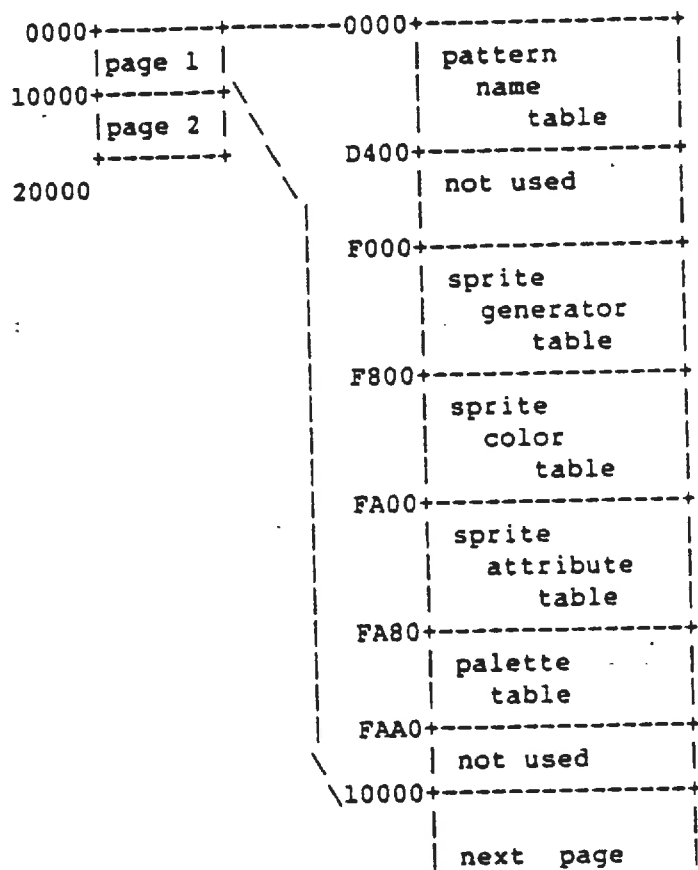 0000+-------+------0000+-------------+
|page 1 | | pattern |
10000+-------+\ | name |
|page 2 | \ | table |
+-------+ \ D400+-------------+
20000 \ | not used |
F000+-------------+
| sprite |
| generator |
| table |
F800+-------------+
| sprite |
| color |
| table |
FA00+-------------+
| sprite |
| attribute |
| table |
FA80+-------------+
| palette |
| table |
FAA0+-------------+
| not used |
\10000+-------------+
| next page |